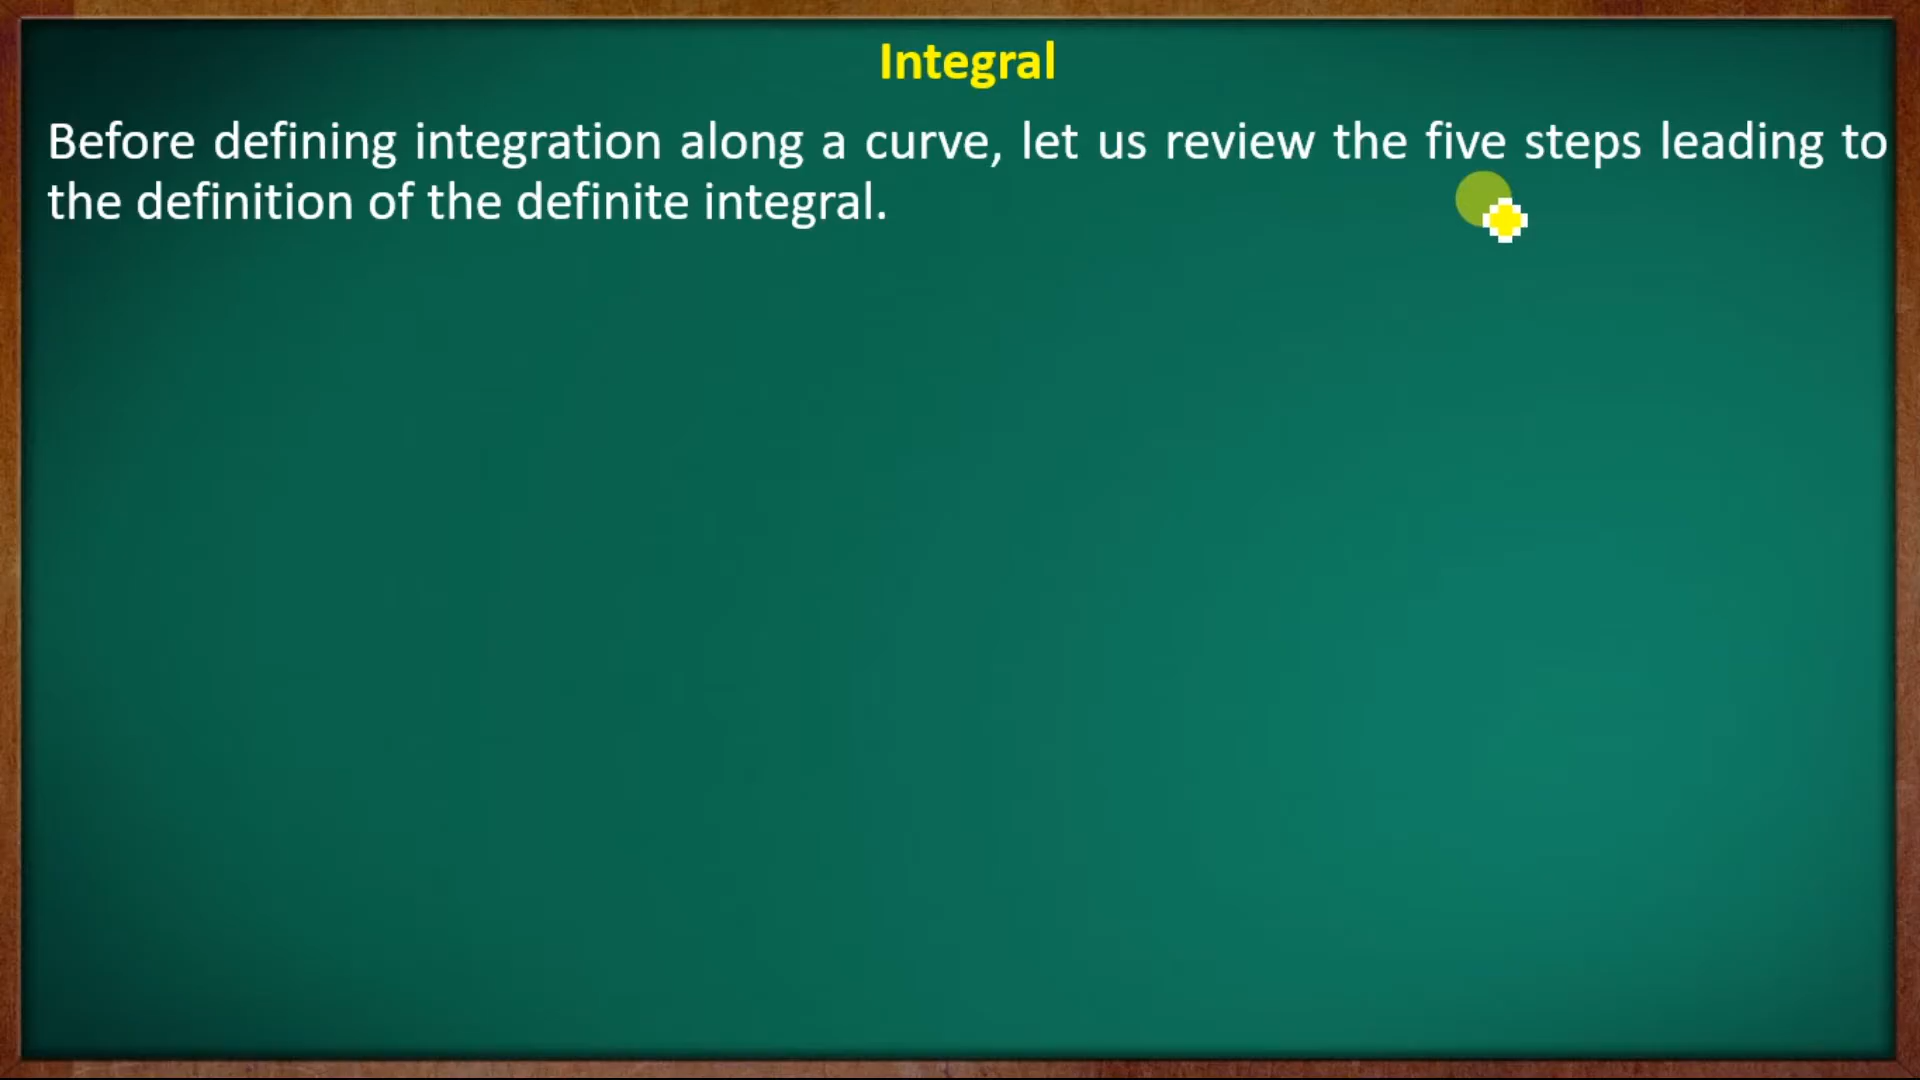 Integral
Before defining integration along a curve, let us review the five steps leading to
the definition of the definite integral.